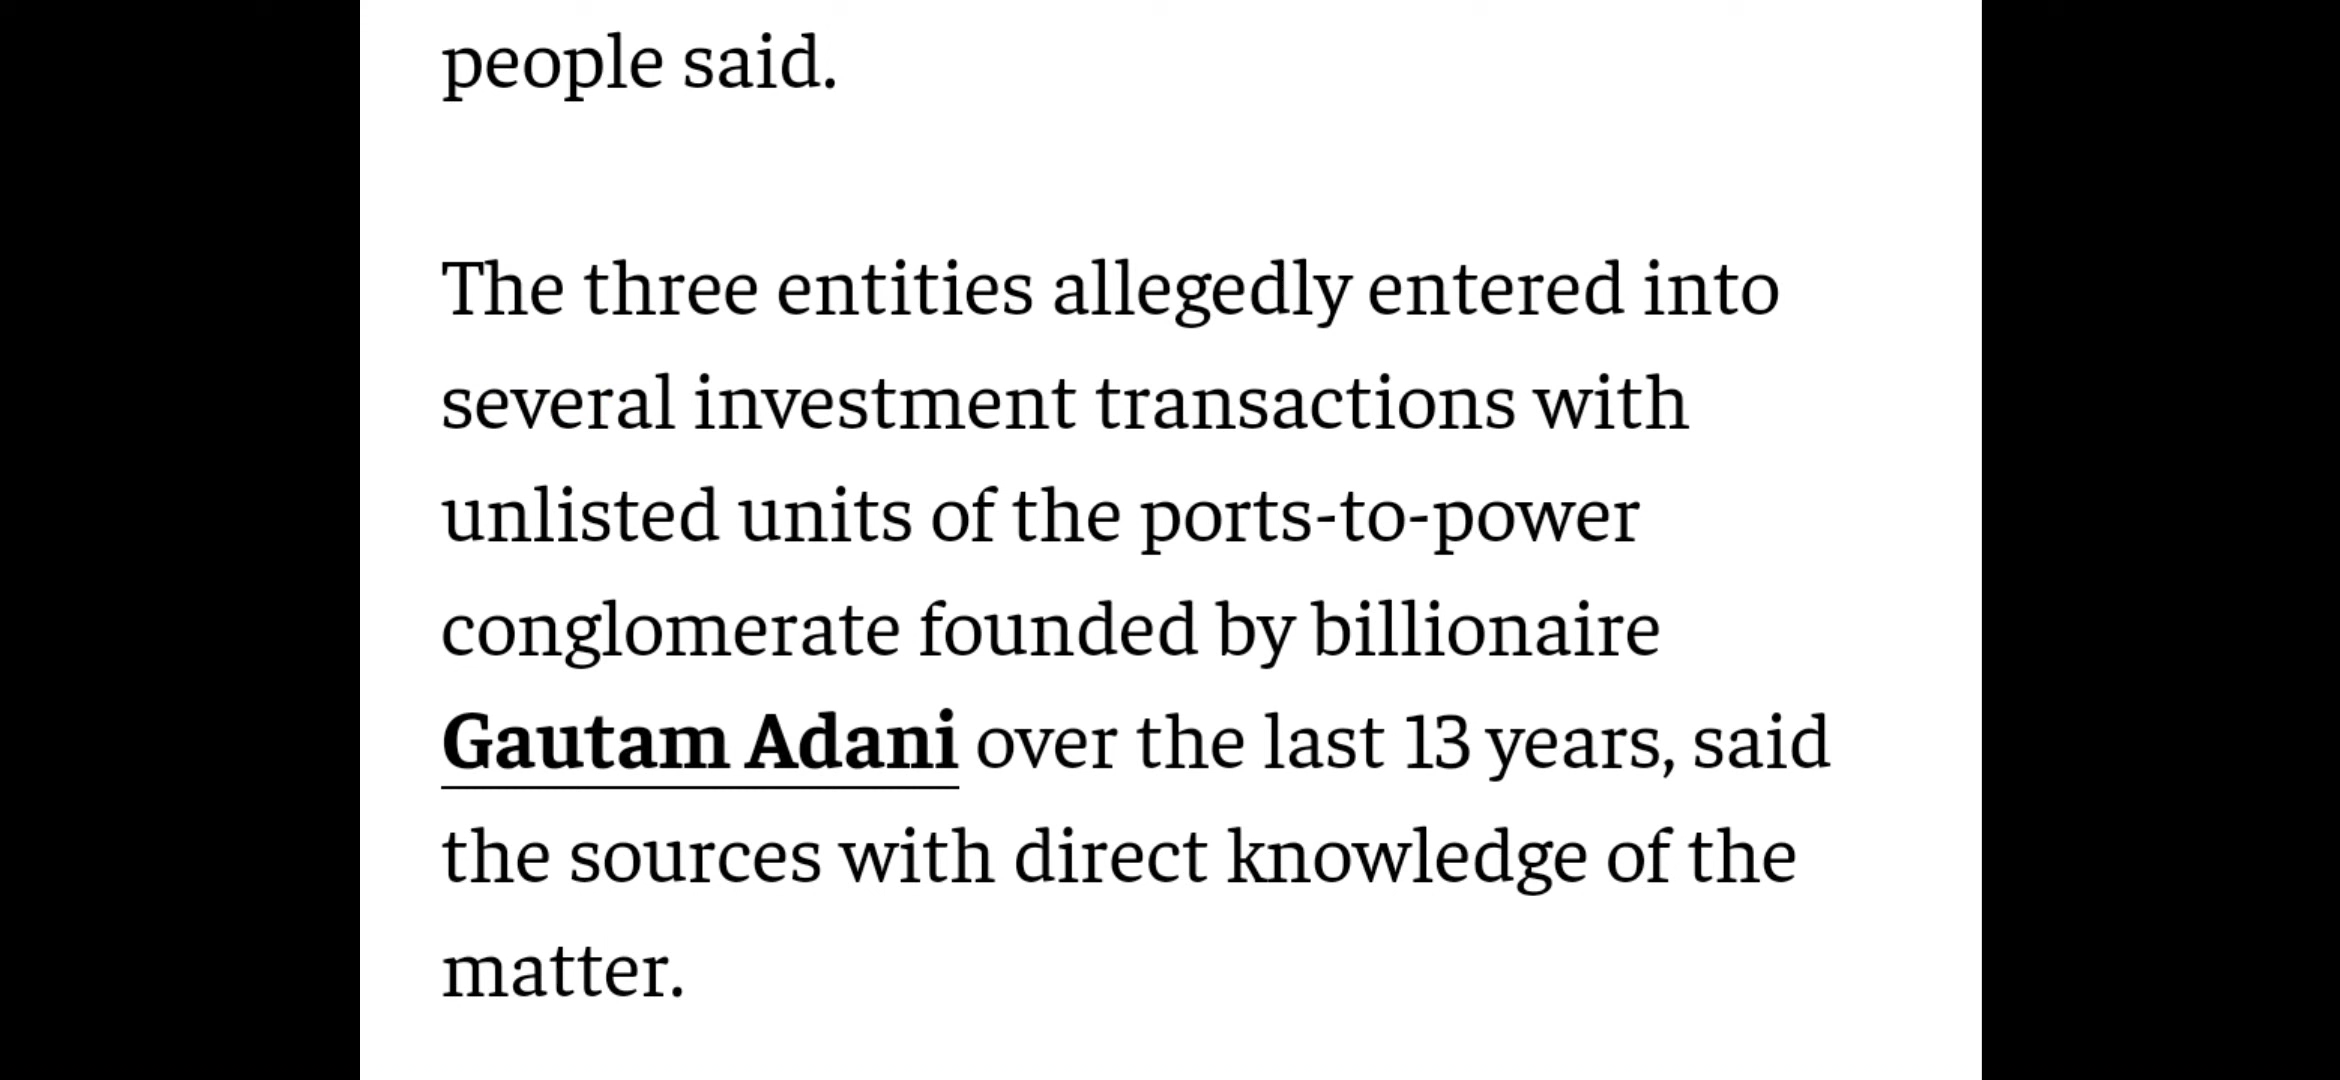 people said.
The three entities allegedly entered into
several investment transactions with
unlisted units of the ports-to-power
conglomerate founded by billionaire
Gautam Adani over the last 13 years, said
the sources with direct knowledge of the
matter.